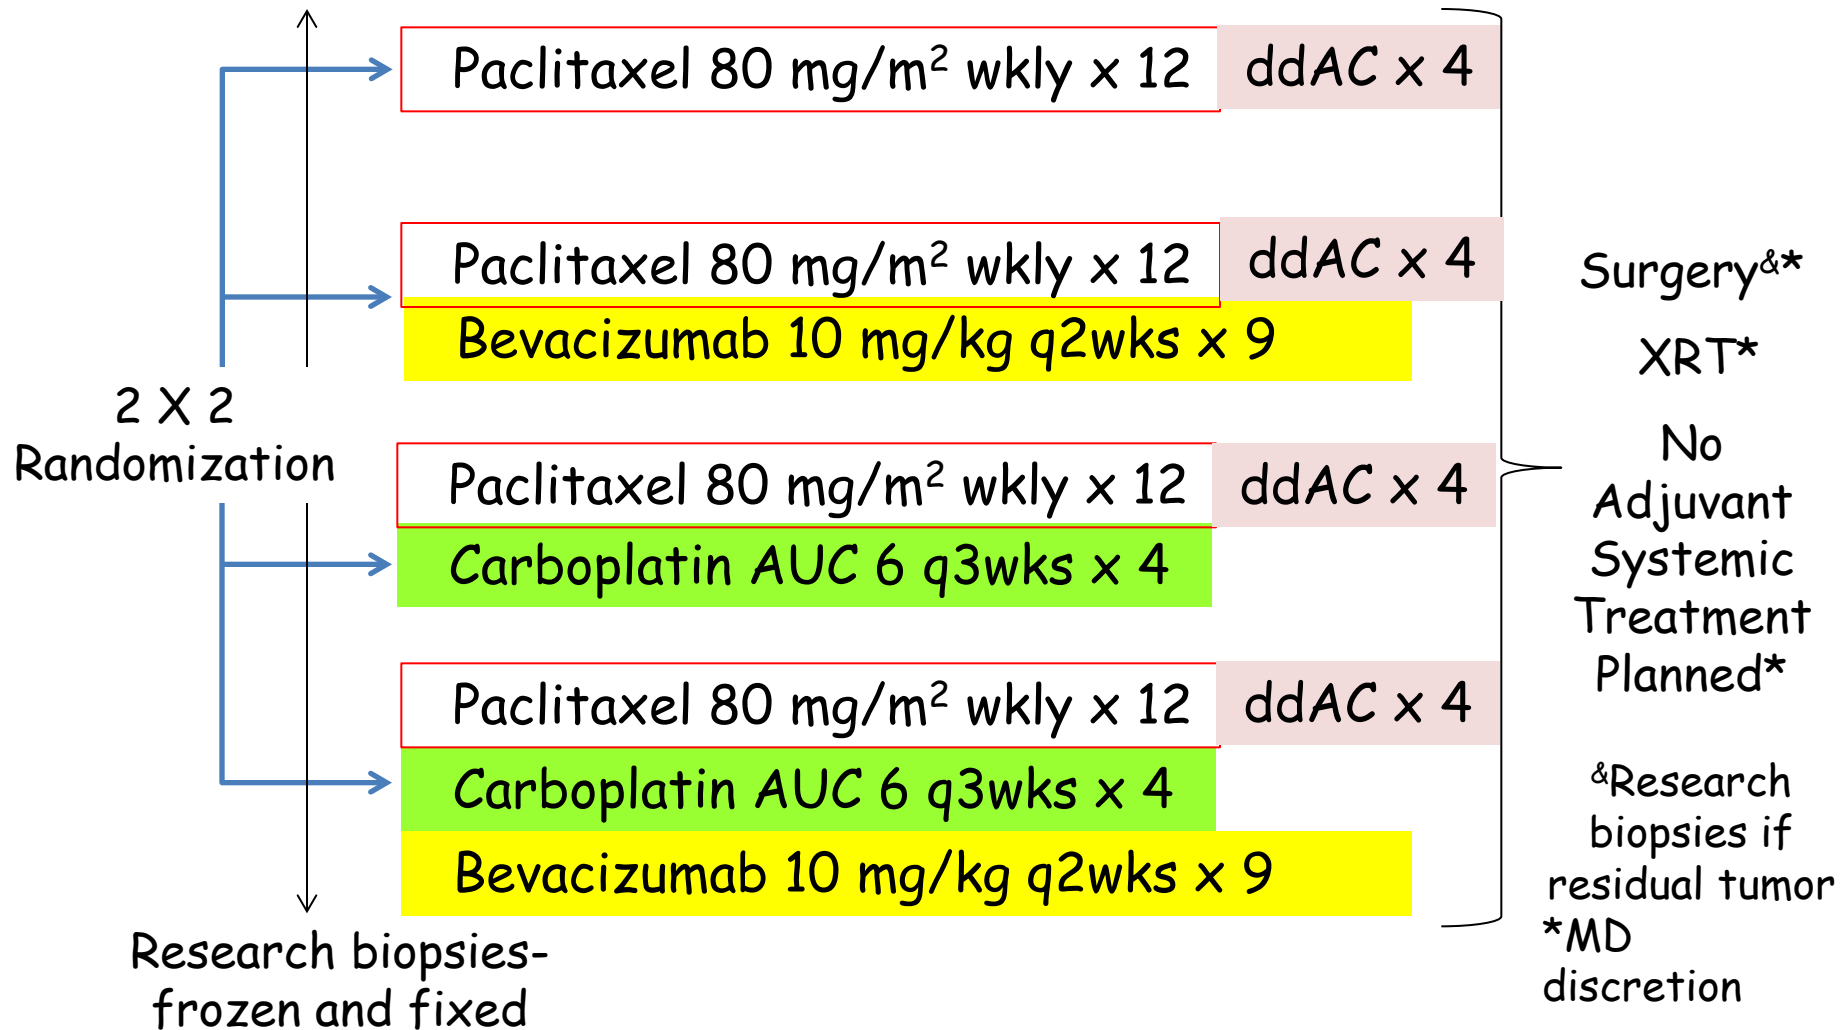 Paclitaxel 80 mg/m² wkly x 12 ddAC x 4
Paclitaxel 80 mg/m² wkly x 12 ddAC x 4
Bevacizumab 10 mg/kg q2wks x 9
2 X 2
Randomization
Paclitaxel 80 mg/m² wkly x 12 ddAC x 4
Carboplatin AUC 6 q3wks x 4
Paclitaxel 80 mg/m² wkly x 12 ddAC x 4
Carboplatin AUC 6 q3wks x 4
Bevacizumab 10 mg/kg q2wks x 9
Research biopsies-
frozen and fixed
Surgery&*
XRT*
No
Adjuvant
Systemic
Treatment
Planned*
&Research
biopsies if
residual tumor
*MD
discretion